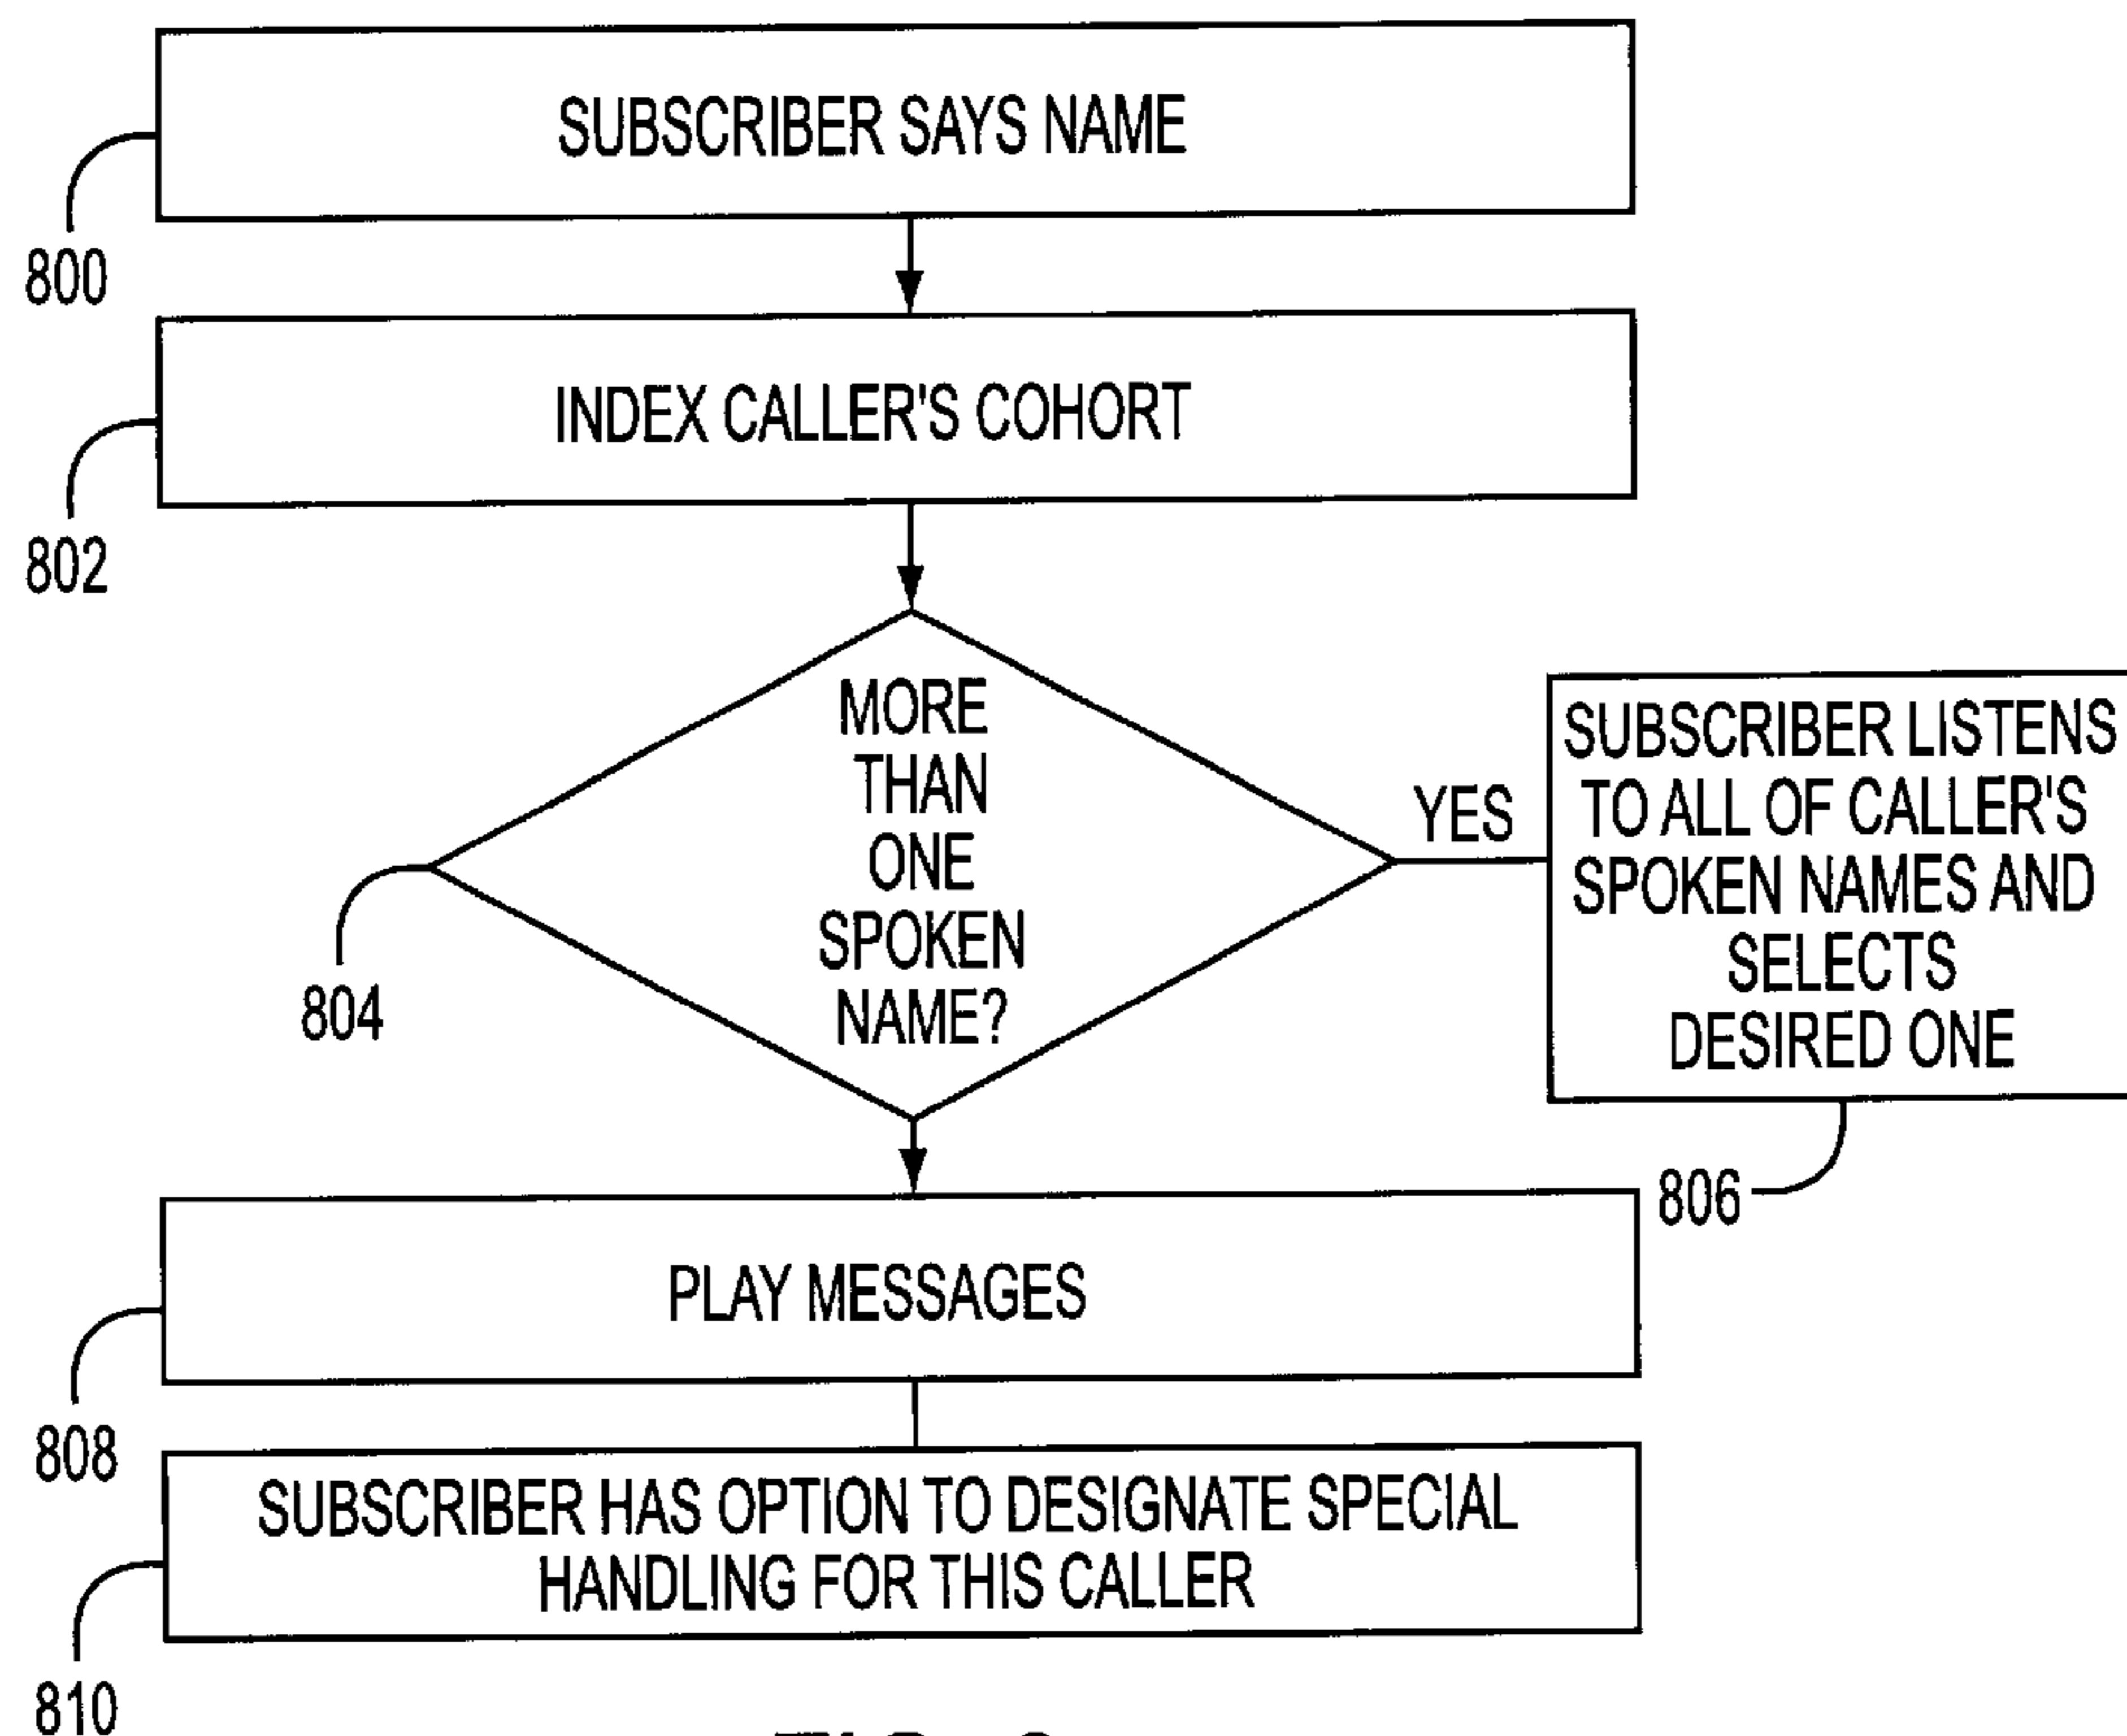 SUBSCRIBER SAYS NAME
800
INDEX CALLER'S COHORT
802
MORE
THAN
ONE
SPOKEN
NAME?
804
YES
SUBSCRIBER LISTENS
TO ALL OF CALLER'S
SPOKEN NAMES AND
SELECTS
DESIRED ONE
806
PLAY MESSAGES
808
SUBSCRIBER HAS OPTION TO DESIGNATE SPECIAL
HANDLING FOR THIS CALLER
810